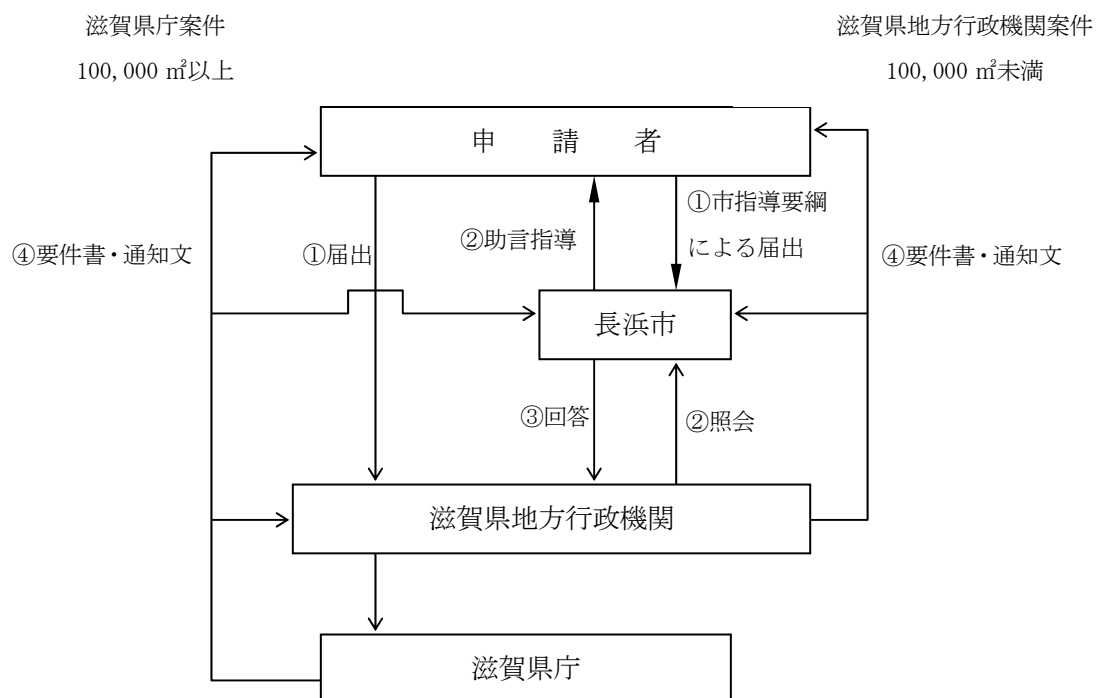 滋賀県庁案件
100,000 ㎡以上
滋賀県地方行政機関案件
100,000 ㎡未満
申 請 者
④要件書・通知文
①届出
②助言指導
①市指導要綱
による届出
④要件書・通知文
長浜市
③回答
②照会
滋賀県地方行政機関
滋賀県庁